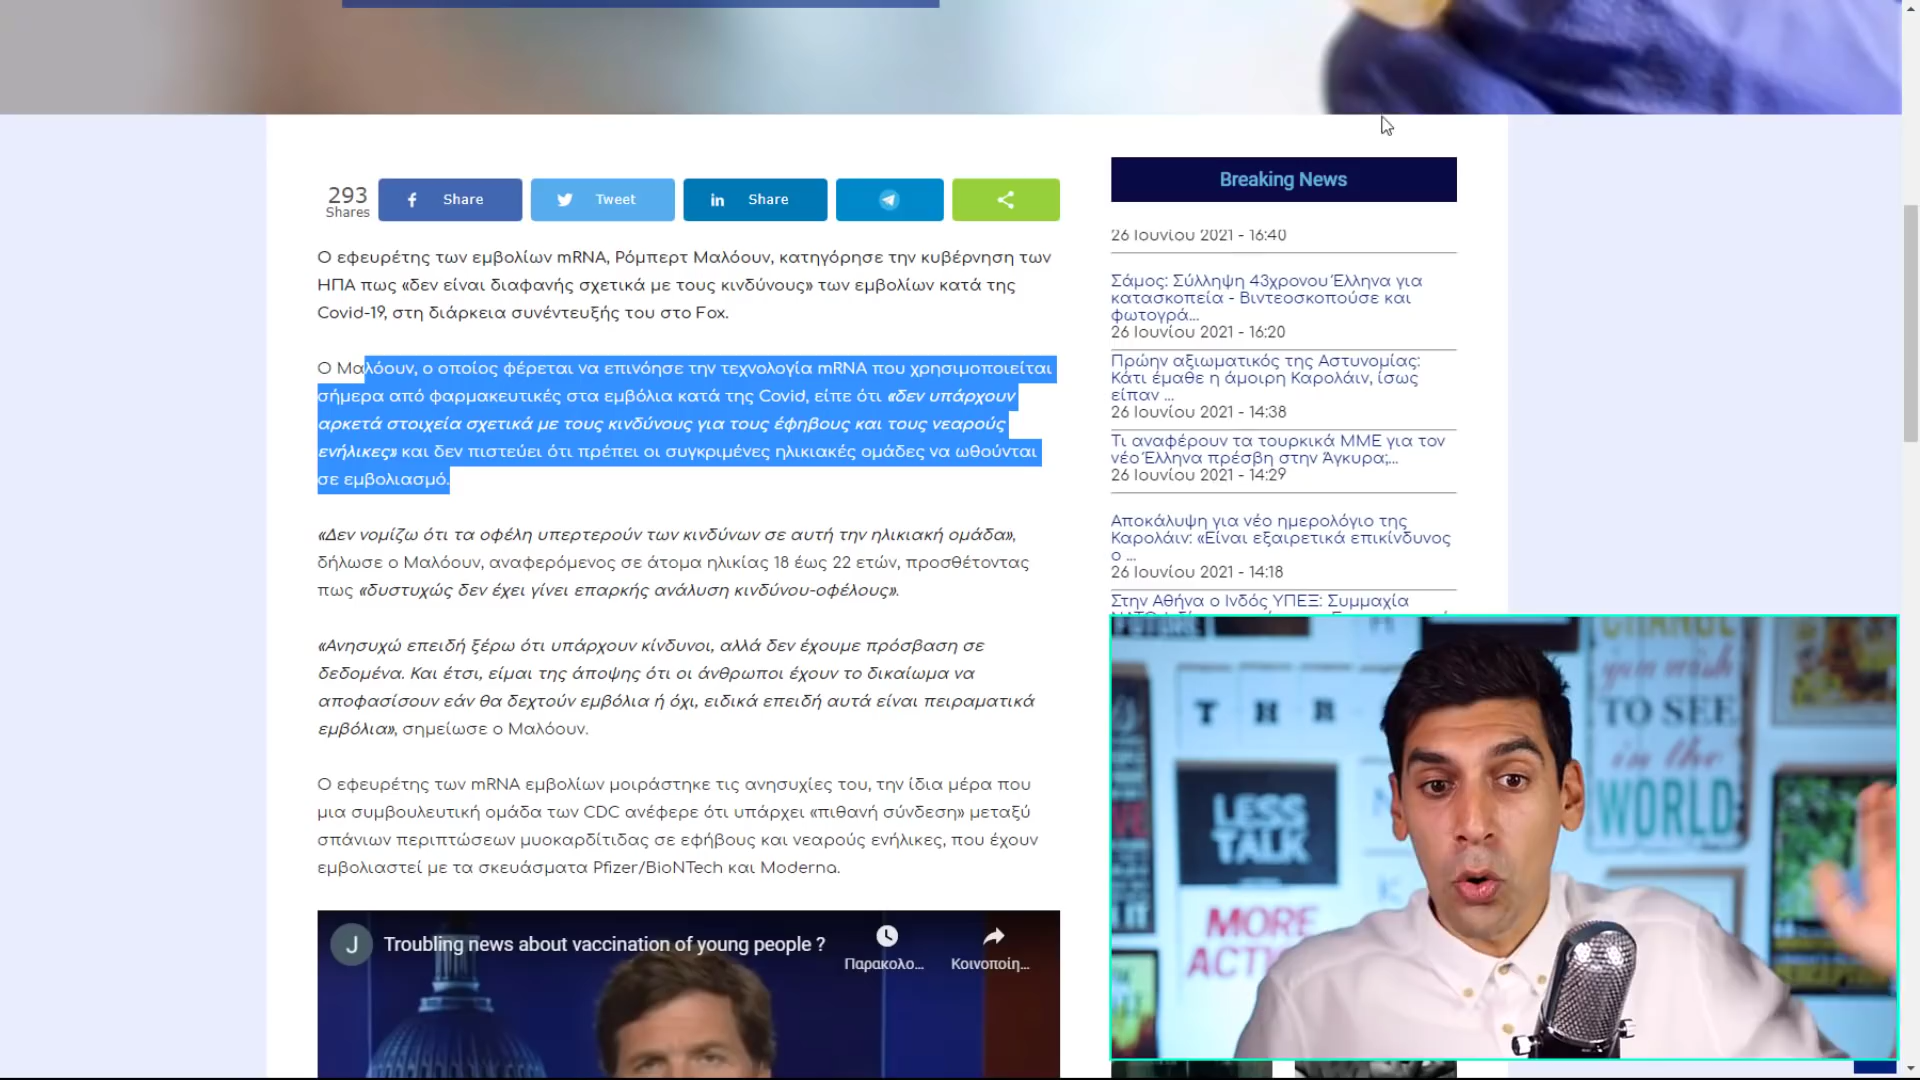 293
Shares
Share
Tweet
Share
Ο εφευρέτης των εμβολίων mRNA, Ρόμπερτ Μαλόουν, κατηγόρησε την κυβέρνηση των
ΗΠΑ πως «δεν είναι διαφανής σχετικά με τους κινδύνους» των εμβολίων κατά της
Covid-19, στη διάρκεια συνέντευξής του στο Fox.
Ο Μαλόουν, ο οποίος φέρεται να επινόησε την τεχνολογία mRNA που χρησιμοποιείται
σήμερα από φαρμακευτικές στα εμβόλια κατά της Covid, είπε ότι «δεν υπάρχουν
αρκετά στοιχεία σχετικά με τους κινδύνους για τους έφηβους και τους νεαρούς
ενήλικες» και δεν πιστεύει ότι πρέπει οι συγκριμένες ηλικιακές ομάδες να ωθούνται
σε εμβολιασμό.
«Δεν νομίζω ότι τα οφέλη υπερτερούν των κινδύνων σε αυτή την ηλικιακή ομάδα»,
δήλωσε ο Μαλόουν, αναφερόμενος σε άτομα ηλικίας 18 έως 22 ετών, προσθέτοντας
πως «δυστυχώς δεν έχει γίνει επαρκής ανάλυση κινδύνου-οφέλους».
«Ανησυχώ επειδή ξέρω ότι υπάρχουν κίνδυνοι, αλλά δεν έχουμε πρόσβαση σε
δεδομένα. Και έτσι, είμαι της άποψης ότι οι άνθρωποι έχουν το δικαίωμα να
αποφασίσουν εάν θα δεχτούν εμβόλια ή όχι, ειδικά επειδή αυτά είναι πειραματικά
εμβόλια», σημείωσε ο Μαλόουν.
Ο εφευρέτης των mRNA εμβολίων μοιράστηκε τις ανησυχίες του, την ίδια μέρα που
μια συμβουλευτική ομάδα των CDC ανέφερε ότι υπάρχει «πιθανή σύνδεση» μεταξύ
σπάνιων περιπτώσεων μυοκαρδίτιδας σε εφήβους και νεαρούς ενήλικες, που έχουν
εμβολιαστεί με τα σκευάσματα Pfizer/BioNTech και Moderna.
J
Troubling news about vaccination of young people ?
Παρακολο...
Κοινοποίη...
Breaking News
26 Ιουνίου 2021 - 16:40
Σάμος: Σύλληψη 43χρονου Έλληνα για
κατασκοπεία - Βιντεοσκοπούσε και
φωτογρά...
26 Ιουνίου 2021 - 16:20
Πρώην αξιωματικός της Αστυνομίας:
Κάτι έμαθε η άμοιρη Καρολάιν, ίσως
είπαν ...
26 Ιουνίου 2021 - 14:38
Τι αναφέρουν τα τουρκικά ΜΜΕ για τον
νέο Έλληνα πρέσβη στην Άγκυρα;...
26 Ιουνίου 2021 - 14:29
Αποκάλυψη για νέο ημερολόγιο της
Καρολάιν: «Είναι εξαιρετικά επικίνδυνος
ο ...
26 Ιουνίου 2021 - 14:18
Στην Αθήνα ο Ινδός ΥΠΕΞ: Συμμαχία
CHANGE
you wish
TO SEE
in the
WORLD
T H R
LESS
TALK
MORE